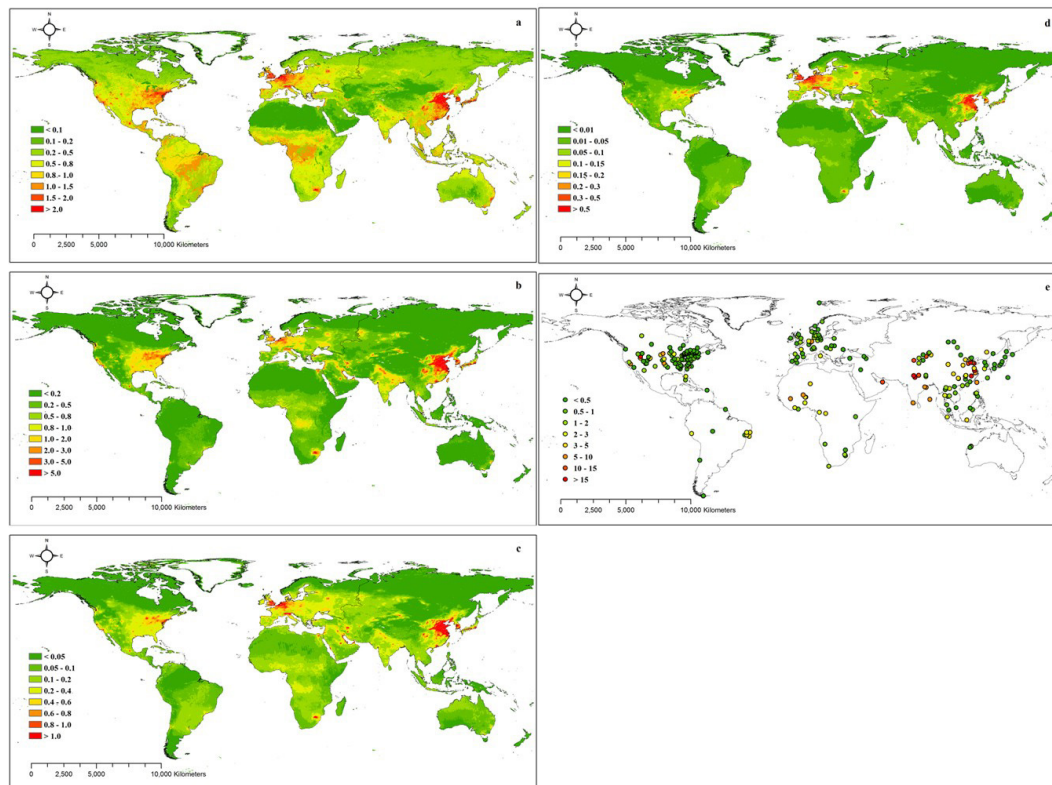 a
N
W E
S
< 0.1
0.1 - 0.2
0.2 - 0.5
0.5 - 0.8
0.8 - 1.0
1.0 - 1.5
1.5 - 2.0
> 2.0
0 2,500 5,000 10,000 Kilometers
d
N
W E
S
< 0.01
0.01 - 0.05
0.05 - 0.1
0.1 - 0.15
0.15 - 0.2
0.2 - 0.3
0.3 - 0.5
> 0.5
0 2,500 5,000 10,000 Kilometers
b
N
W E
S
< 0.2
0.2 - 0.5
0.5 - 0.8
0.8 - 1.0
1.0 - 2.0
2.0 - 3.0
3.0 - 5.0
> 5.0
0 2,500 5,000 10,000 Kilometers
e
N
W E
S
< 0.5
0.5 - 1
1 - 2
2 - 3
3 - 5
5 - 10
10 - 15
> 15
0 2,500 5,000 10,000 Kilometers
c
N
W E
S
< 0.05
0.05 - 0.1
0.1 - 0.2
0.2 - 0.4
0.4 - 0.6
0.6 - 0.8
0.8 - 1.0
> 1.0
0 2,500 5,000 10,000 Kilometers